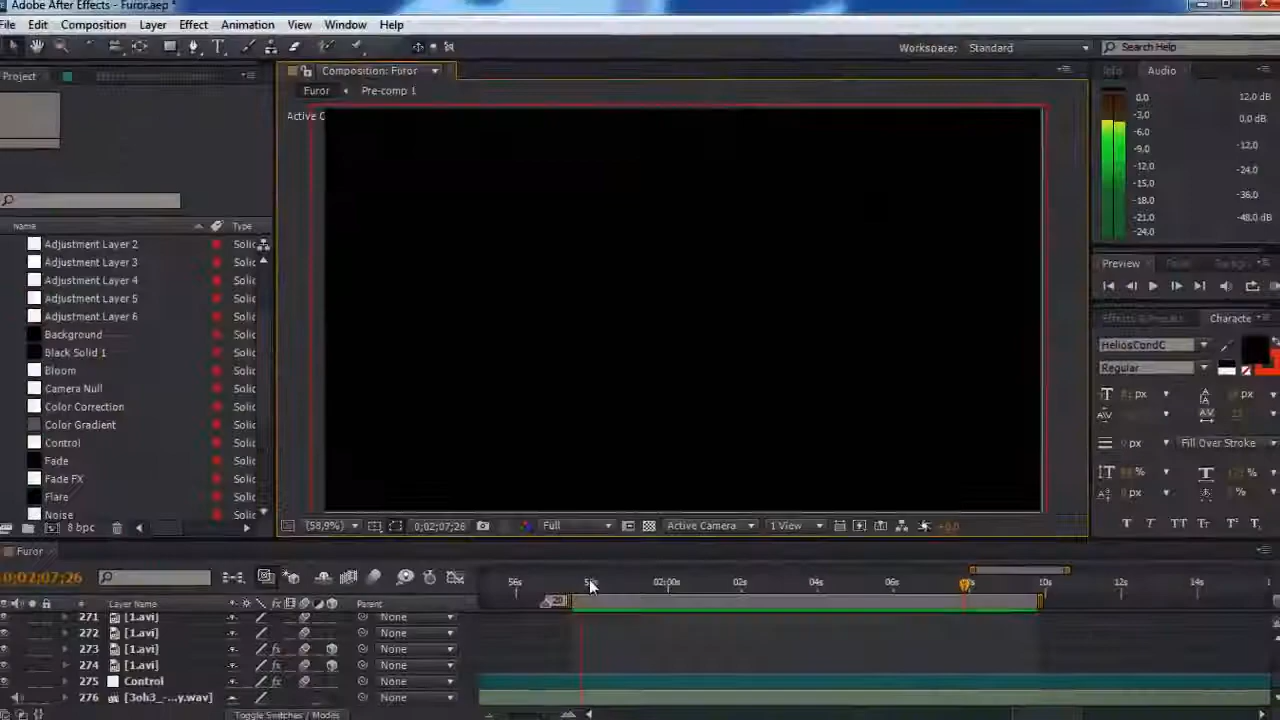 Adobe After Effects - Furor.aep *
File Edit Composition Layer Effect Animation View Window Help
Workspace: Standard Search Help
Project
Composition: Furor
Info Audio
Furor Pre-comp 1
Active C
0.0 12.0 dB
-3.0 0.0 dB
-6.0
-9.0 -12.0
-12.0
-15.0 -24.0
-18.0 -36.0
-21.0 -48.0 dB
-24.0
Name Type
Adjustment Layer 2 Solid
Adjustment Layer 3 Solid
Adjustment Layer 4 Solid
Adjustment Layer 5 Solid
Adjustment Layer 6 Solid
Background Solid
Black Solid 1 Solid
Bloom Solid
Camera Null Solid
Color Correction Solid
Color Gradient Solid
Control Solid
Fade Solid
Fade FX Solid
Flare Solid
Noise Solid
8 bpc
Preview
Characte
HeliosCondC
Regular
px px
px Fill Over Stroke
% %
px %
(58,9%) 0;02;07;26 Full Active Camera 1 View +0,0
Furor
0;02;07;26
56s 02:00s 02s 04s 06s 10s 12s 14s
Layer Name Parent
271 [1.avi] None
272 [1.avi] None
273 [1.avi] None
274 [1.avi] None
275 Control None
276 [3oh3_-...y.wav] None
Toggle Switches / Modes